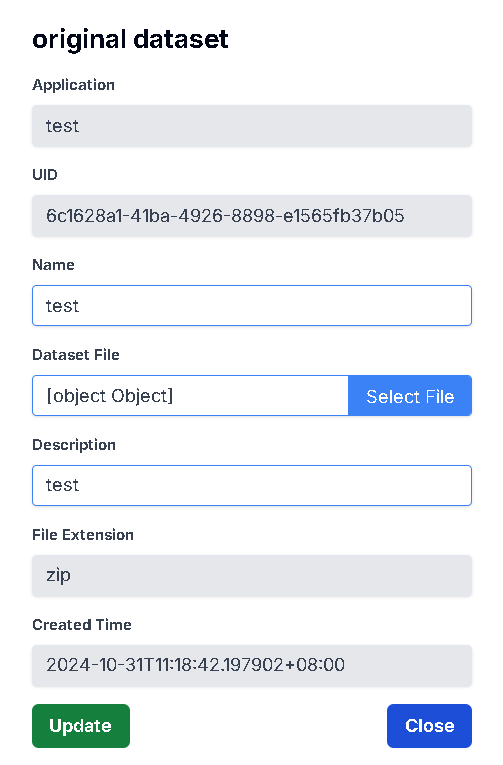 original dataset
Application
test
UID
6c1628a1-41ba-4926-8898-e1565fb37b05
Name
test
Dataset File
[object Object]
Select File
Description
test
File Extension
zip
Created Time
2024-10-31T11:18:42.197902+08:00
Update
Close